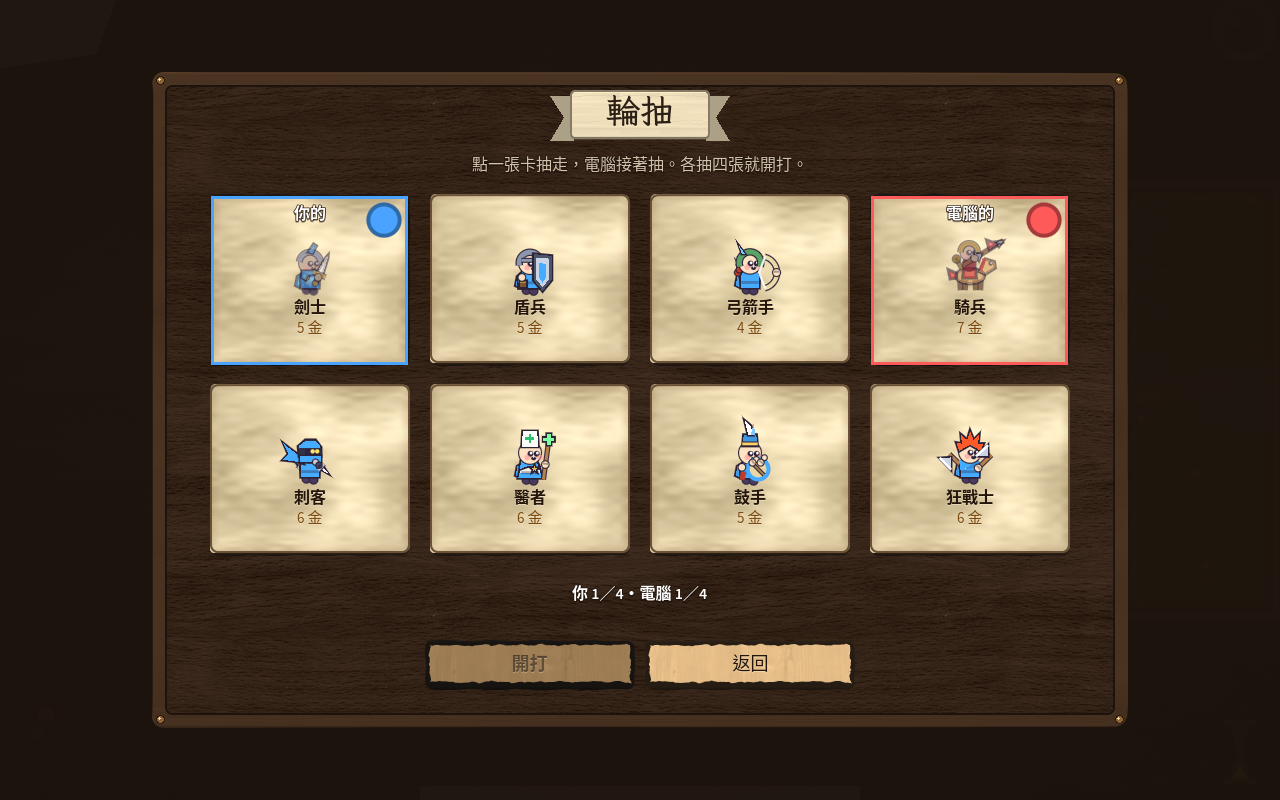 輪抽
點一張卡抽走，電腦接著抽。各抽四張就開打。
你的
劍士
5 金
盾兵
5 金
弓箭手
4 金
電腦的
騎兵
7 金
刺客
6 金
醫者
6 金
鼓手
5 金
狂戰士
6 金
你 1／4・電腦 1／4
開打
返回